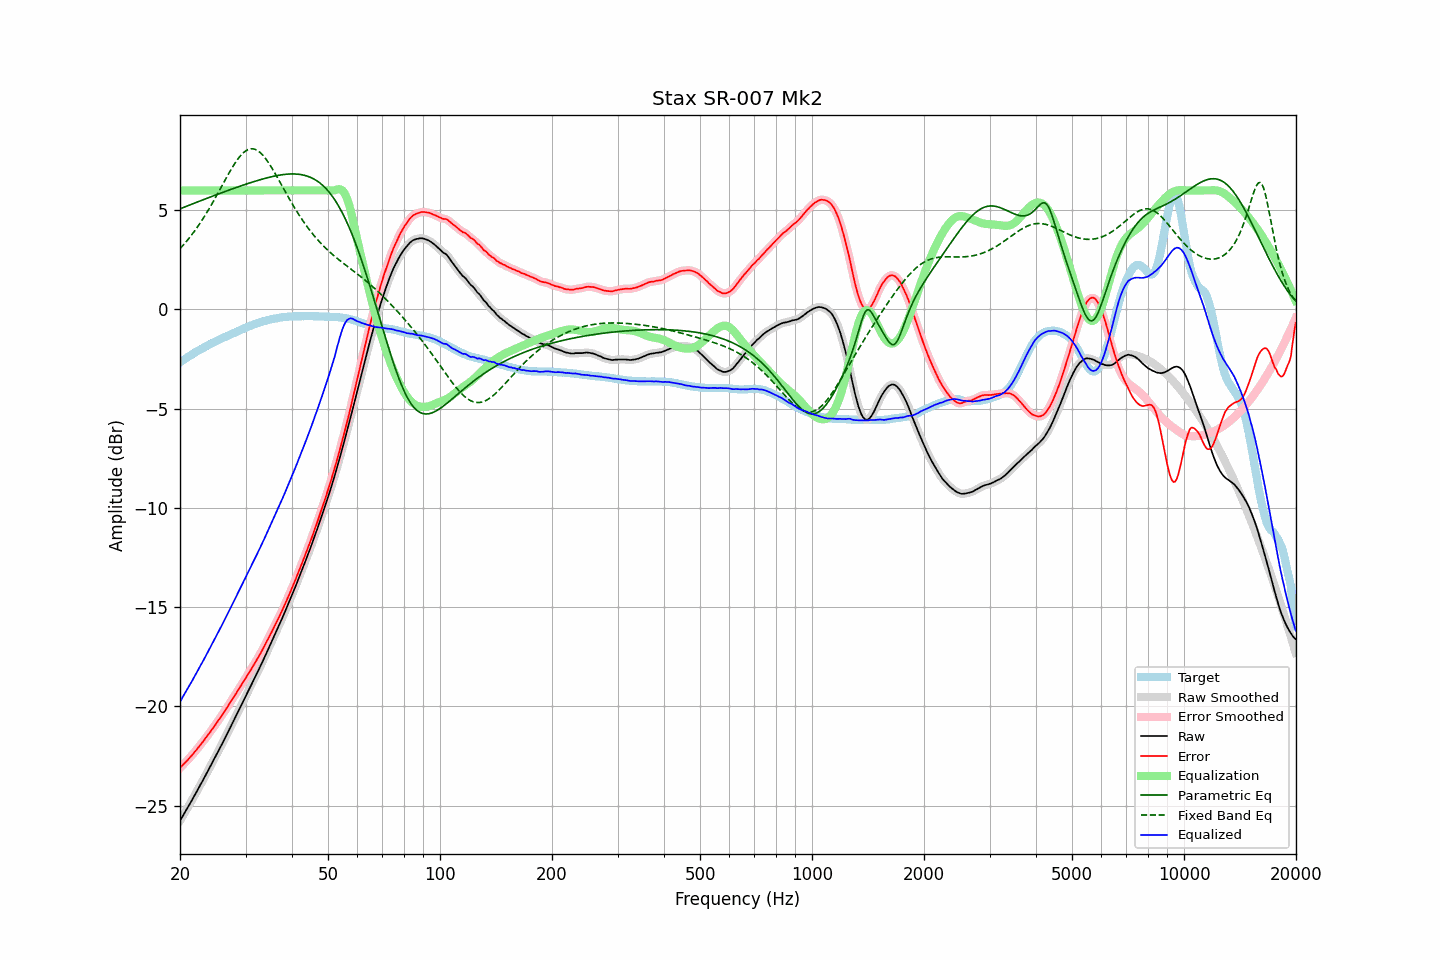 Stax SR-007 Mk2
Amplitude (dBr)
5
0
−5
−10
−15
−20
−25
20
50
100
200
500
1000
2000
5000
10000
20000
Frequency (Hz)
Target
Raw Smoothed
Error Smoothed
Raw
Error
Equalization
Parametric Eq
Fixed Band Eq
Equalized